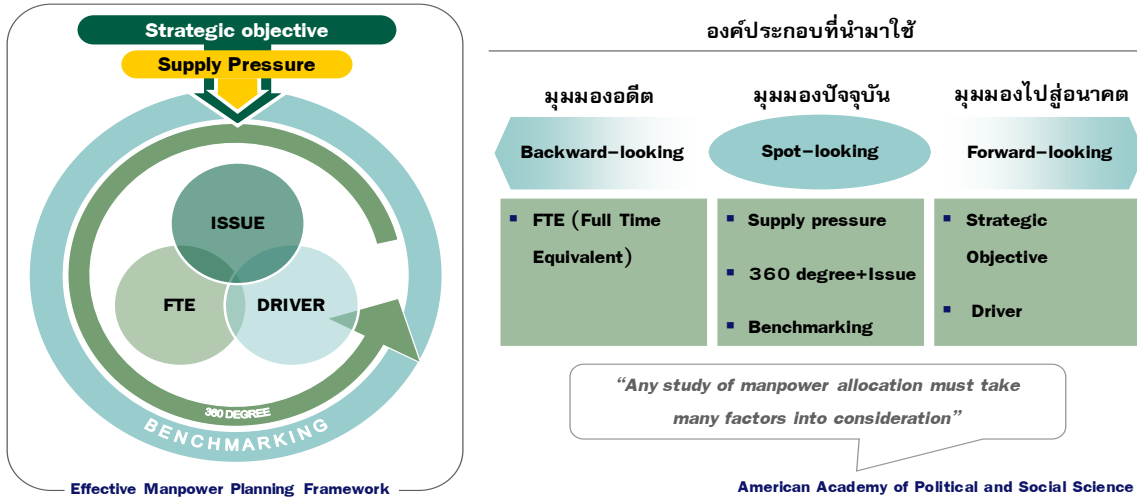 Strategic objective
Supply Pressure
ISSUE
FTE
DRIVER
360 DEGREE
BENCHMARKING
Effective Manpower Planning Framework
องค์ประกอบที่นำมาใช้
มุมมองอดีต
มุมมองปัจจุบัน
มุมมองไปสู่อนาคต
Backward-looking
Spot-looking
Forward-looking
▪ FTE (Full Time
Equivalent)
▪ Supply pressure
▪ 360 degree+Issue
▪ Benchmarking
▪ Strategic
Objective
▪ Driver
“Any study of manpower allocation must take
many factors into consideration”
American Academy of Political and Social Science